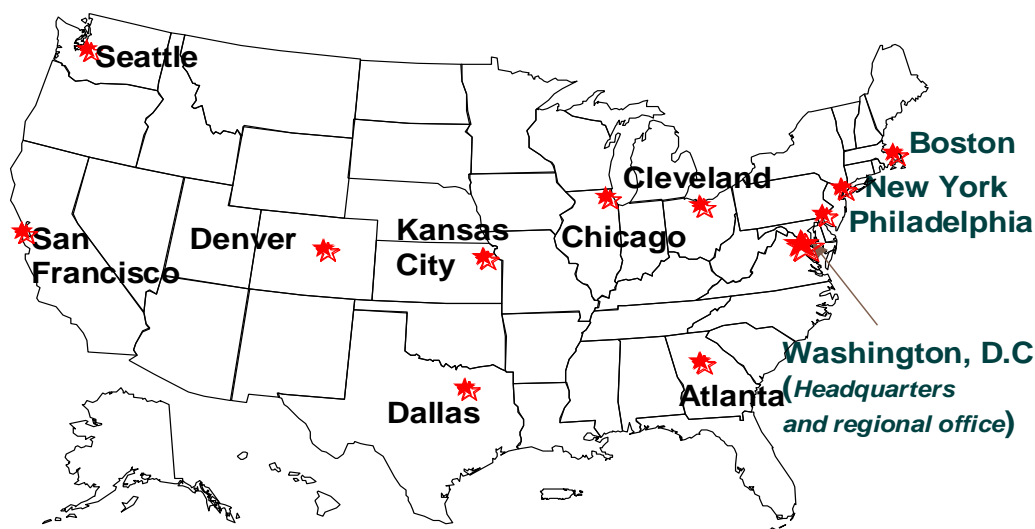 Seattle
Boston
Cleveland
New York
Philadelphia
San
Francisco
Denver
Kansas
City
Chicago
Washington, D.C
(Headquarters
and regional office)
Dallas
Atlanta